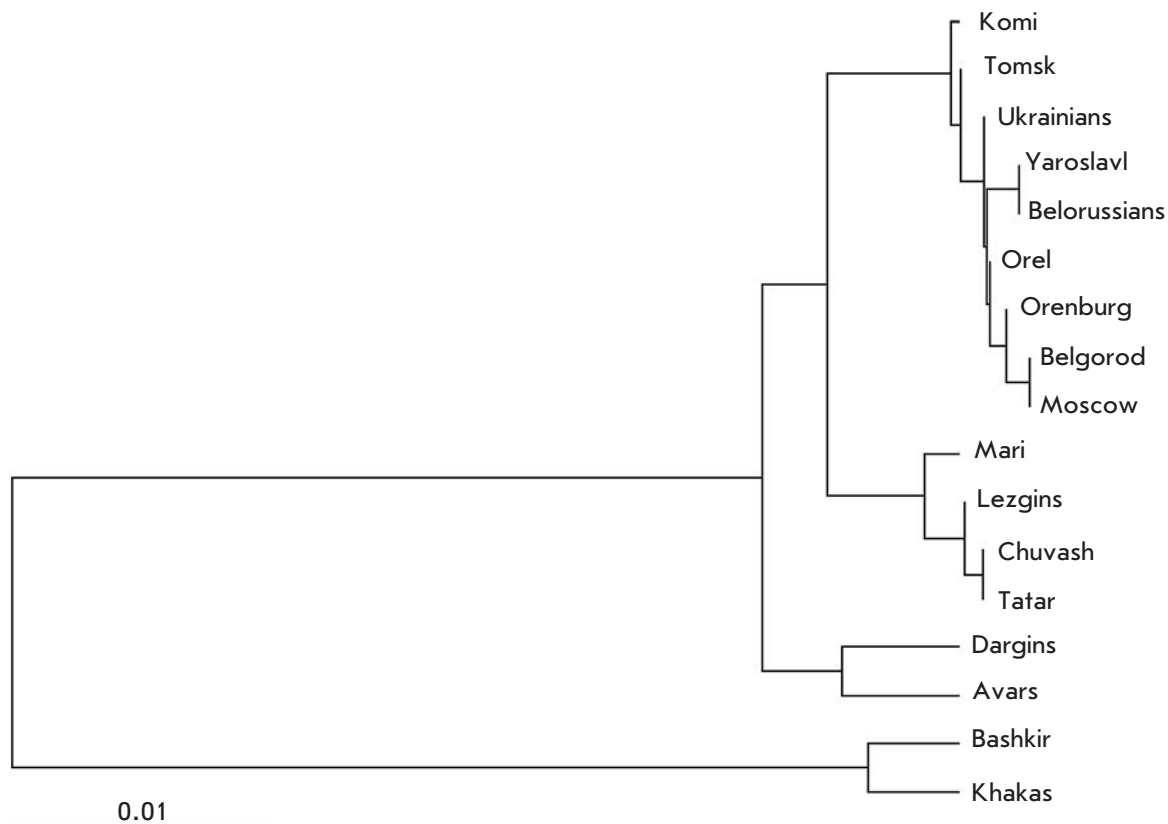 Komi
Tomsk
Ukrainians
Yaroslavl
Belorussians
Orel
Orenburg
Belgorod
Moscow
Mari
Lezgins
Chuvash
Tatar
Dargins
Avars
Bashkir
Khakas
0.01